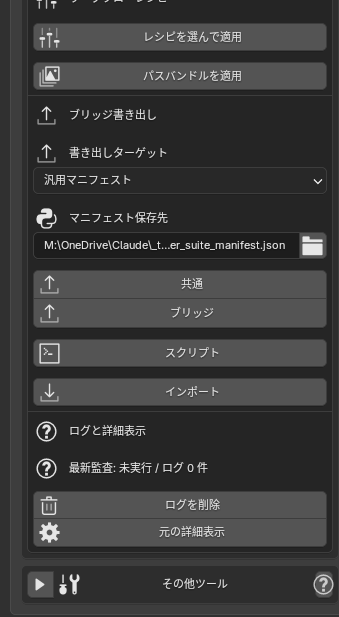 レシピを選んで適用
パスバンドルを適用
ブリッジ書き出し
書き出しターゲット
汎用マニフェスト
マニフェスト保存先
M:\OneDrive\Claude\_t...er_suite_manifest.json
共通
ブリッジ
スクリプト
インポート
ログと詳細表示
最新監査: 未実行 / ログ 0 件
ログを削除
元の詳細表示
その他ツール